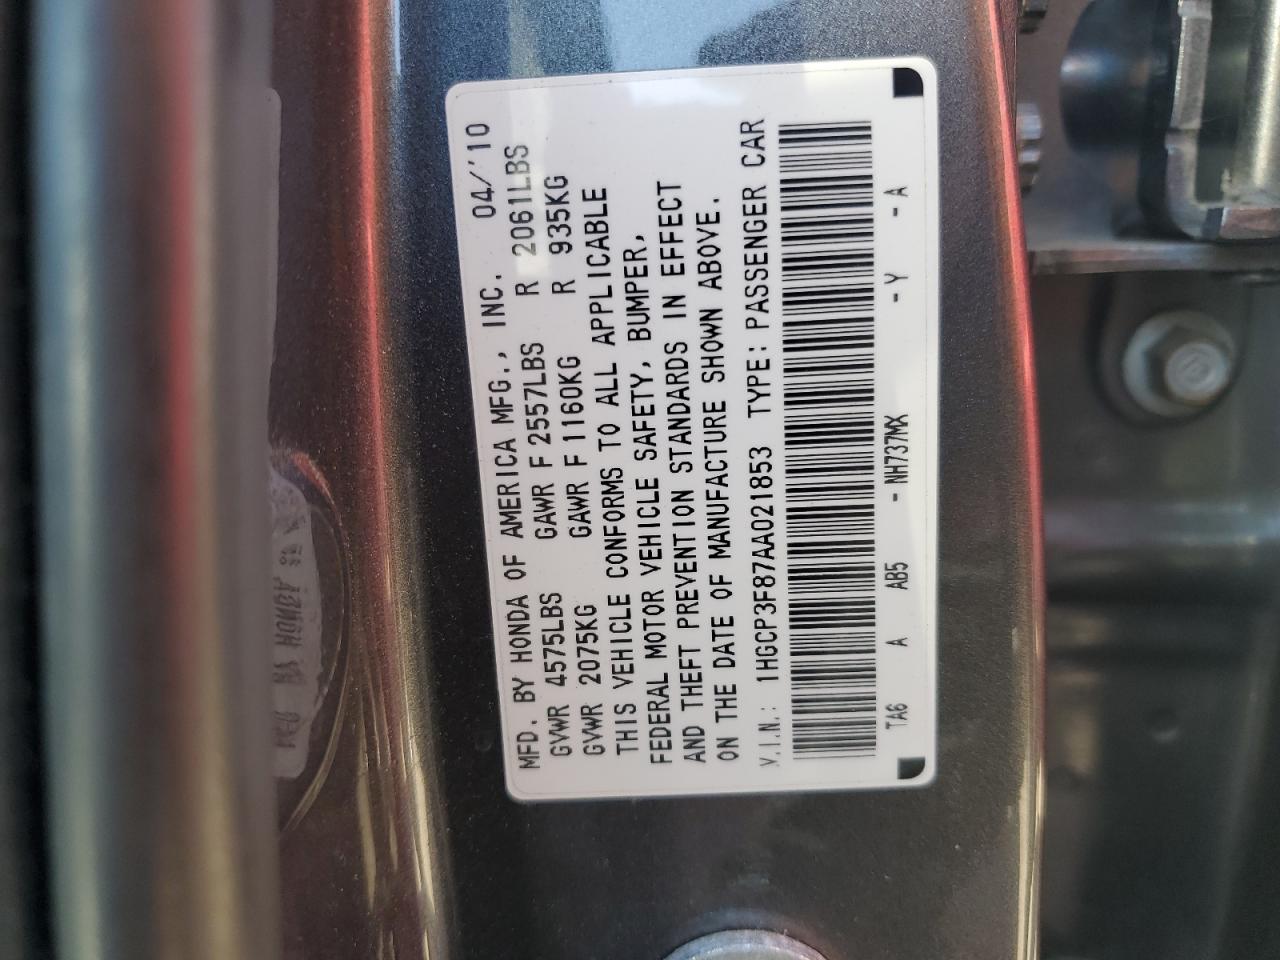 MFD. BY HONDA OF AMERICA MFG., INC. 04/'10
GVWR 4575LBS GAWR F 2557LBS R 2061LBS
GVWR 2075KG GAWR F 1160KG R 935KG
THIS VEHICLE CONFORMS TO ALL APPLICABLE
FEDERAL MOTOR VEHICLE SAFETY, BUMPER,
AND THEFT PREVENTION STANDARDS IN EFFECT
ON THE DATE OF MANUFACTURE SHOWN ABOVE.
V.I.N.: 1HGCP3F87AA021853 TYPE: PASSENGER CAR
TA6 A AB5 - NH737MX - Y - A